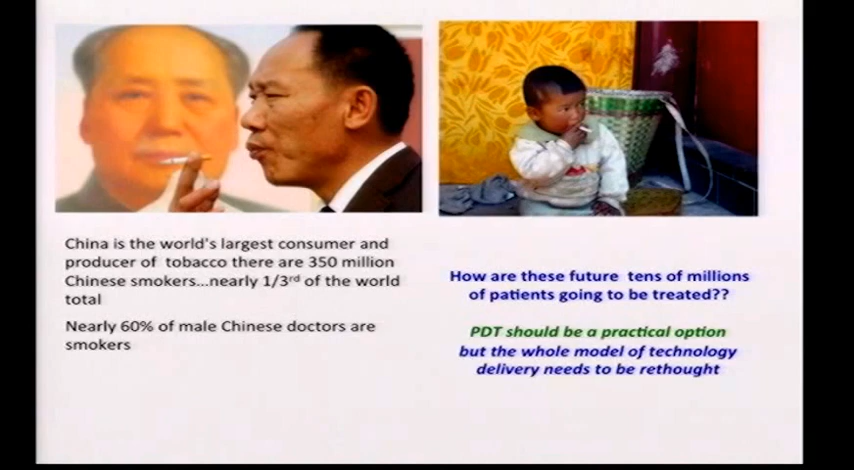 China is the world's largest consumer and
producer of tobacco there are 350 million
Chinese smokers...nearly 1/3rd of the world
total
Nearly 60% of male Chinese doctors are
smokers
How are these future tens of millions
of patients going to be treated??
PDT should be a practical option
but the whole model of technology
delivery needs to be rethought